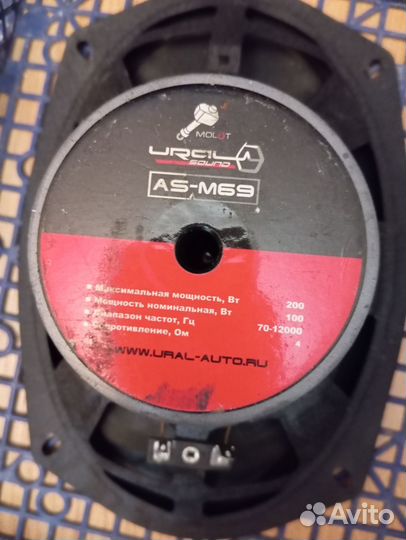 MOLOT
URAL
SOUND
AS-M69
Максимальная мощность, Вт 200
Мощность номинальная, Вт 100
Диапазон частот, Гц 70-12000
Сопротивление, Ом 4
WWW.URAL-AUTO.RU
Avito